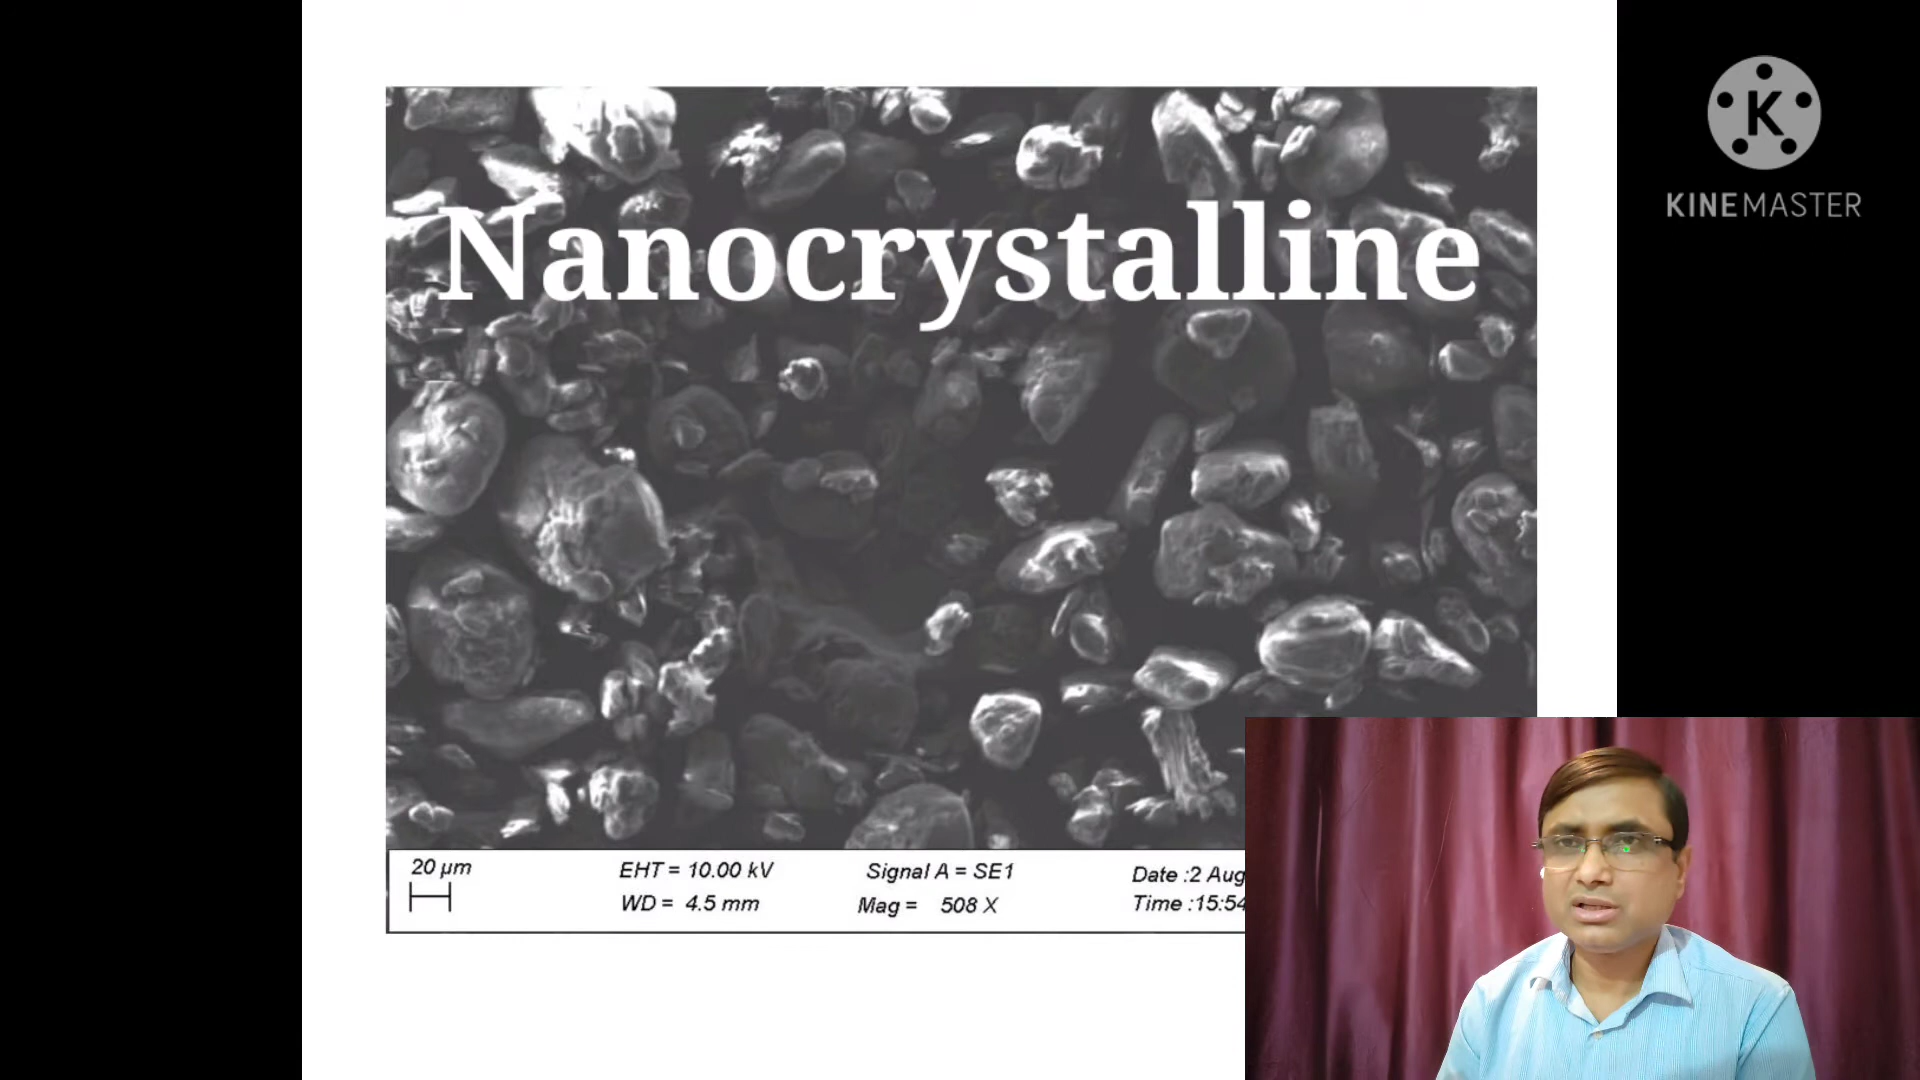 KINEMASTER
Nanocrystalline
20 µm
EHT = 10.00 kV
Signal A = SE1
Date :2 Aug
WD = 4.5 mm
Mag = 508 X
Time :15:54